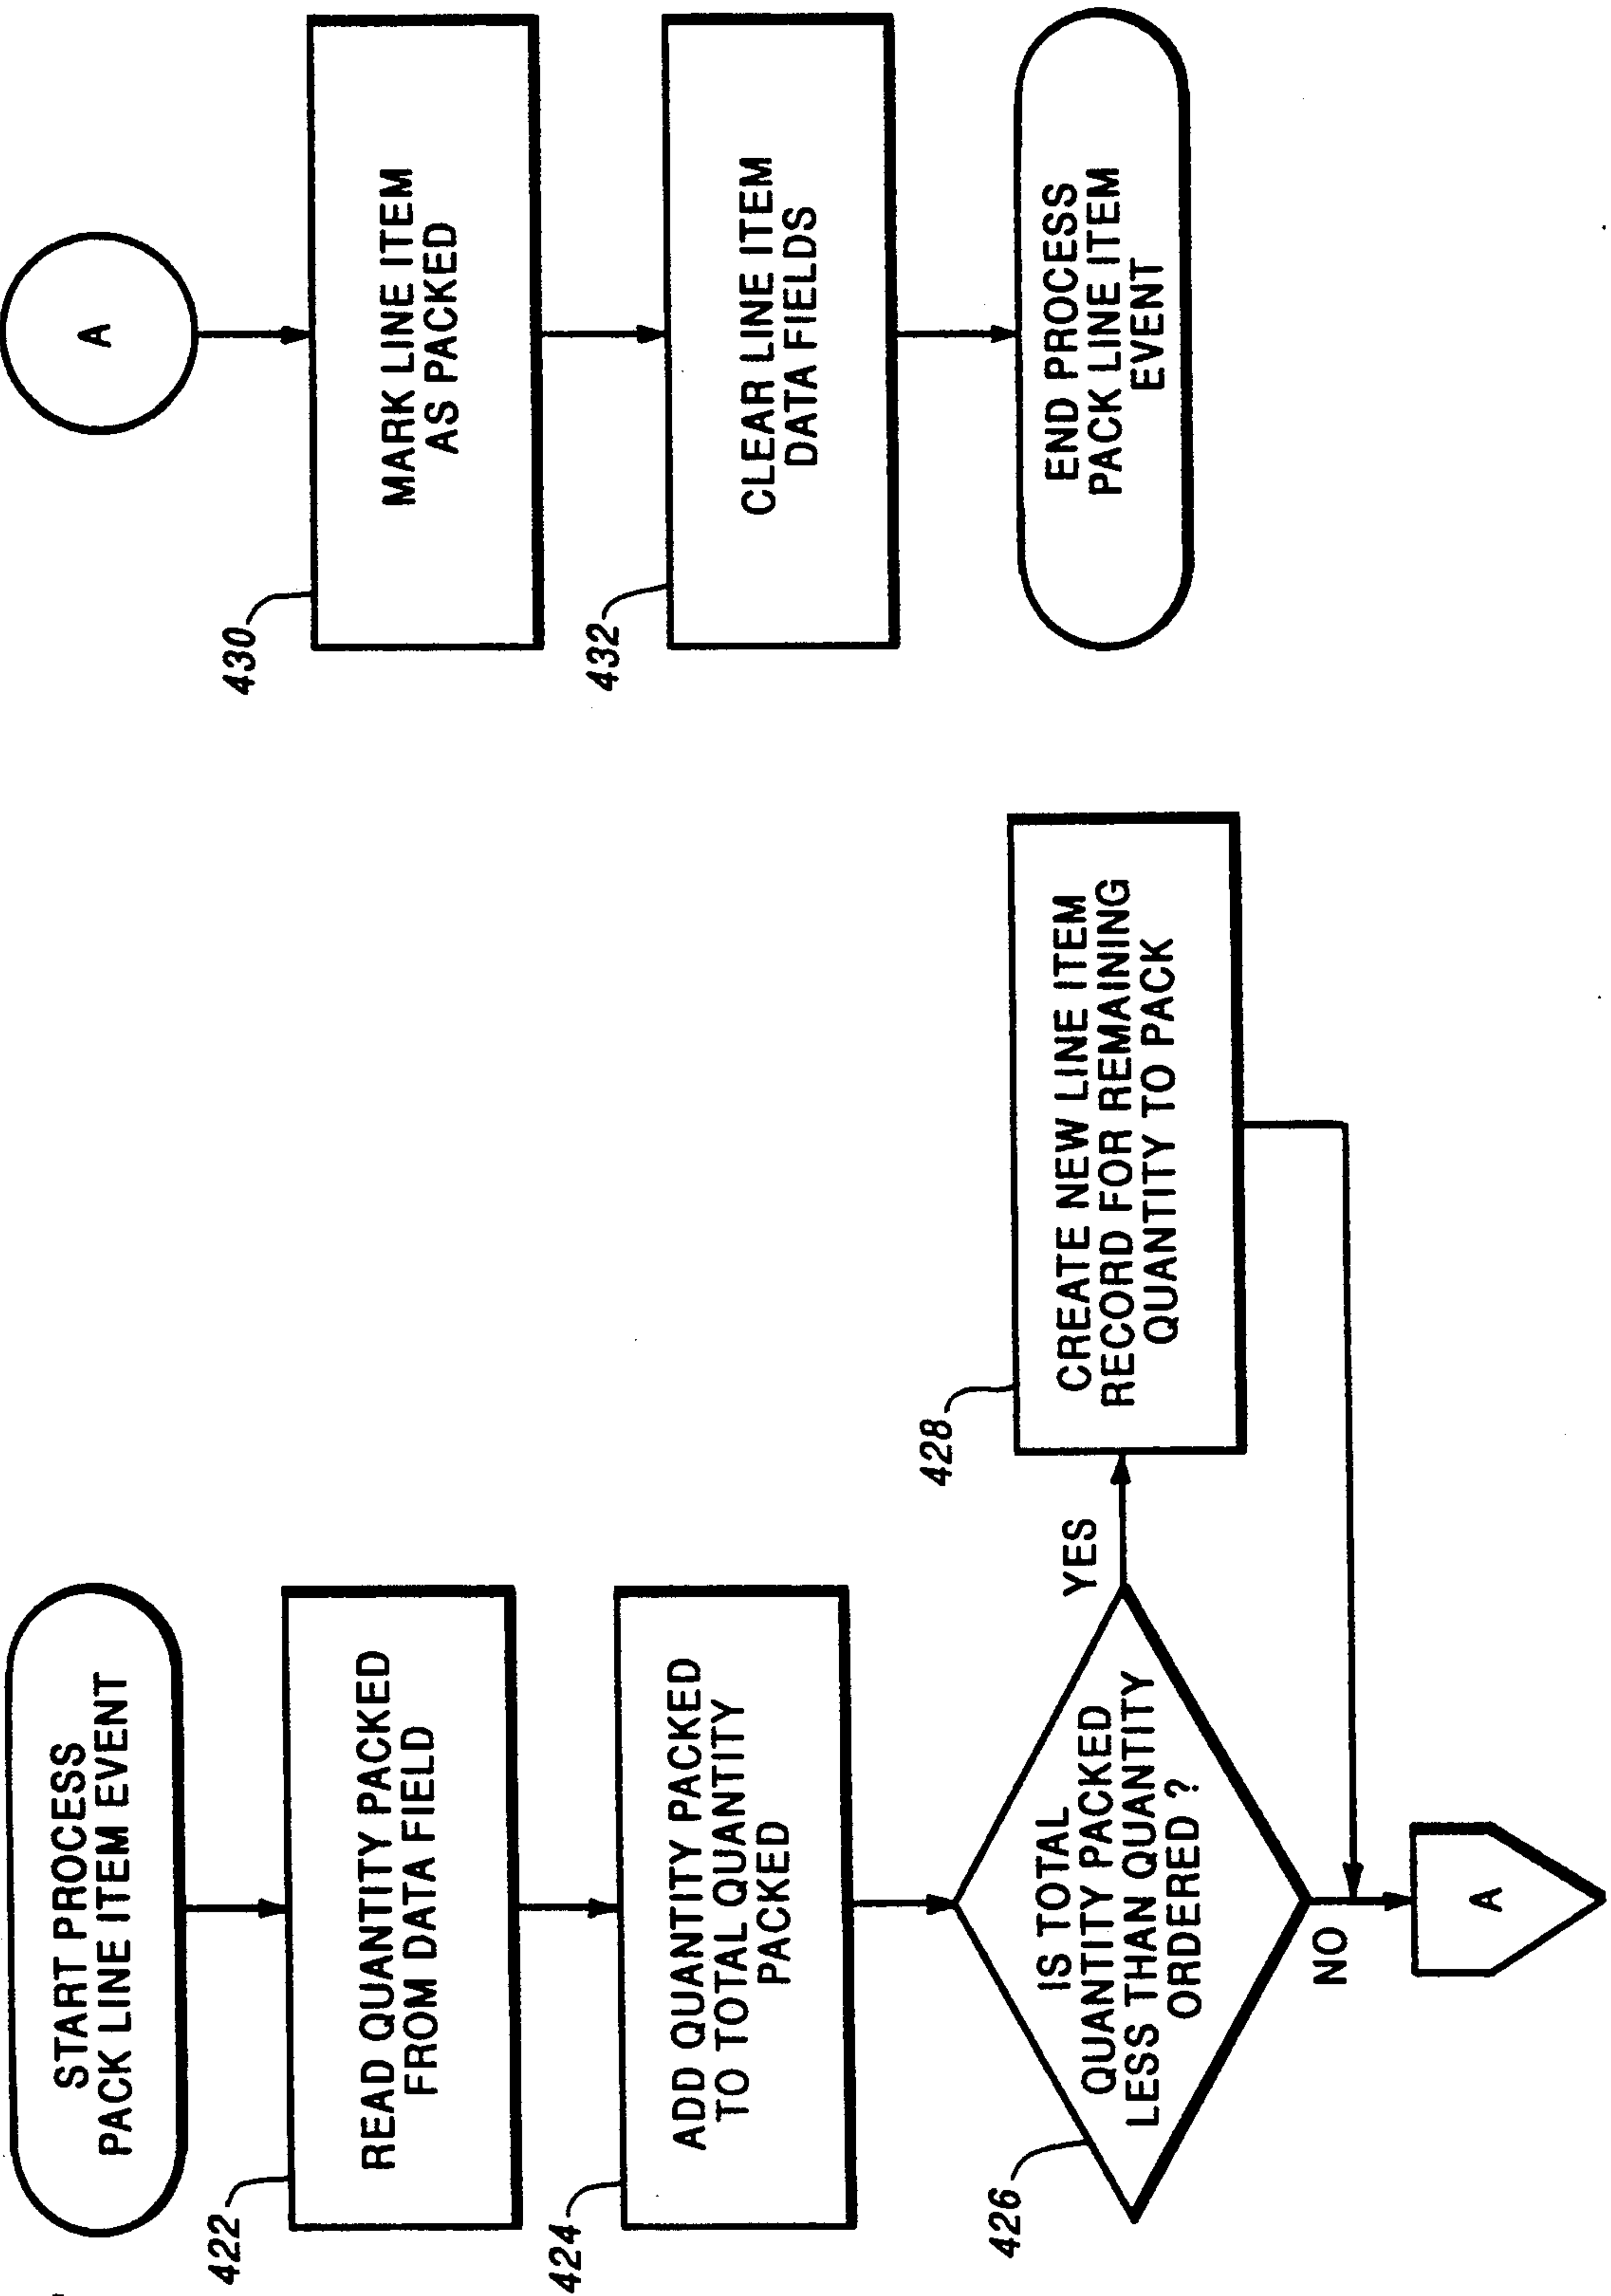 START PROCESS
PACK LINE ITEM EVENT
422
READ QUANTITY PACKED
FROM DATA FIELD
424
ADD QUANTITY PACKED
TO TOTAL QUANTITY
PACKED
426
IS TOTAL
QUANTITY PACKED
LESS THAN QUANTITY
ORDERED ?
YES
NO
428
CREATE NEW LINE ITEM
RECORD FOR REMAINING
QUANTITY TO PACK
A
A
430
MARK LINE ITEM
AS PACKED
432
CLEAR LINE ITEM
DATA FIELDS
END PROCESS
PACK LINE ITEM
EVENT